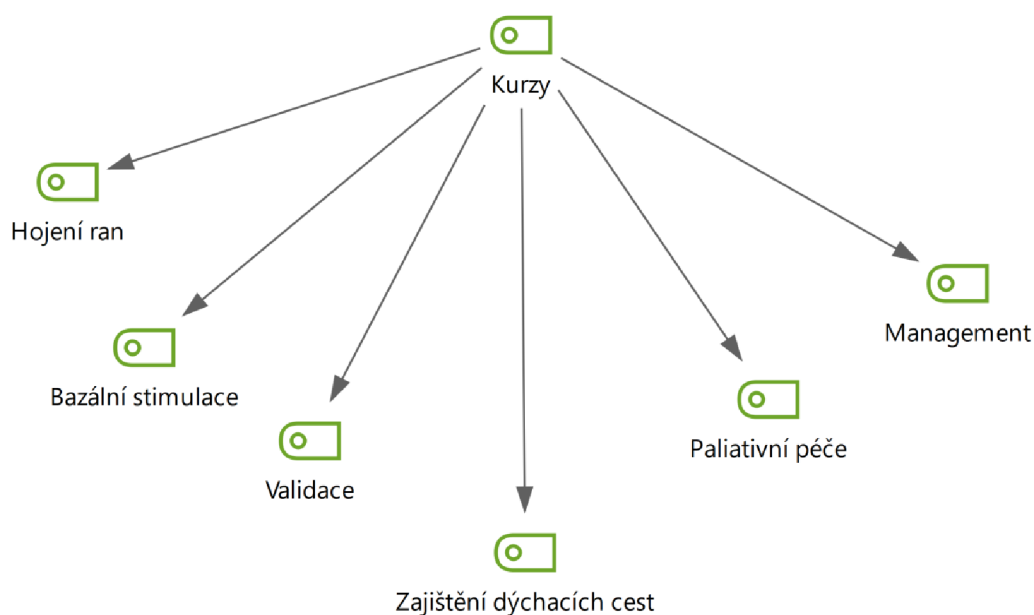 Kurzy
Hojení ran
Management
Bazální stimulace
Paliativní péče
Validace
Zajištění dýchacích cest